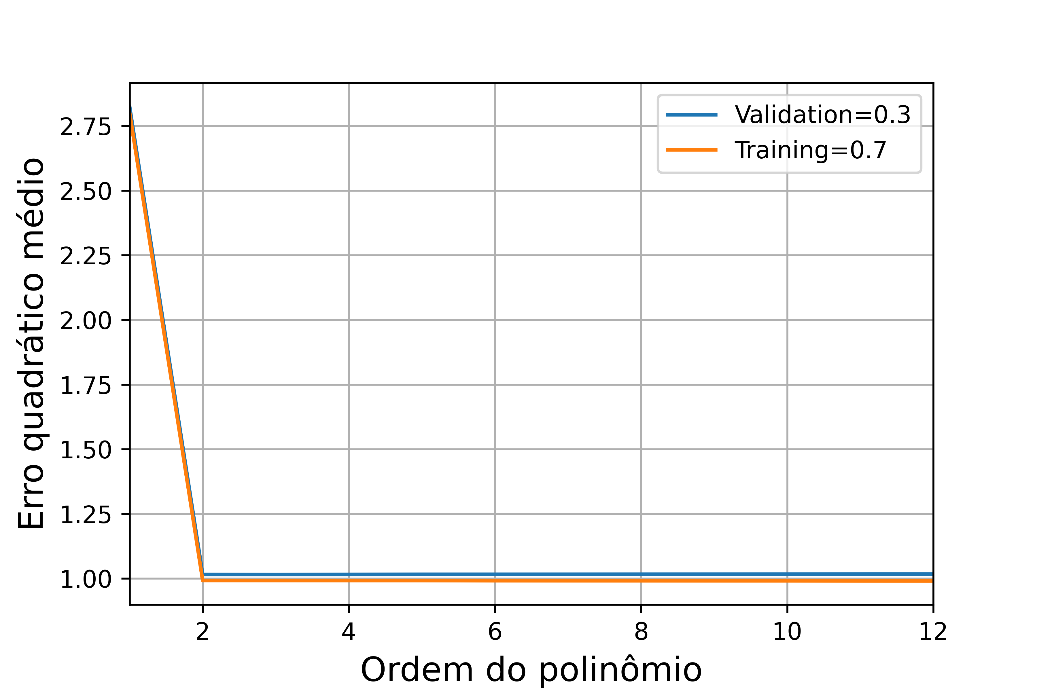 Validation=0.3
Training=0.7
2.75
2.50
2.25
2.00
1.75
1.50
1.25
1.00
Erro quadrático médio
2 4 6 8 10 12
Ordem do polinômio